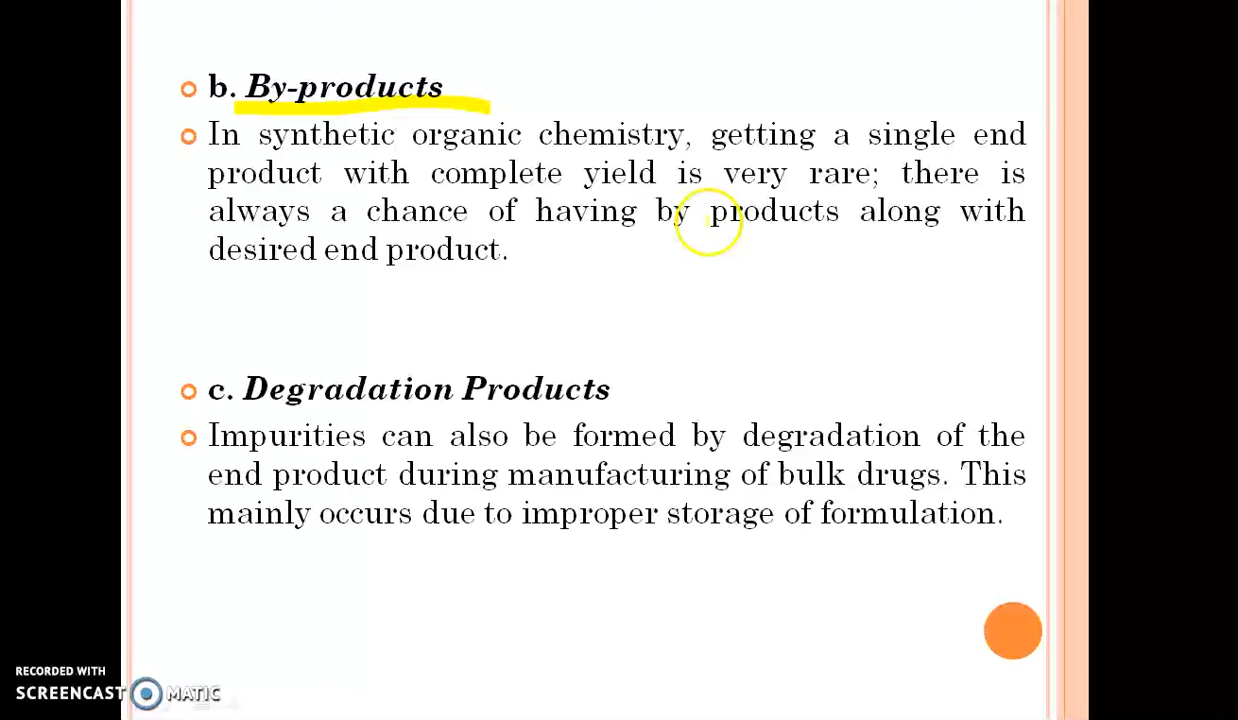 b. By-products
In synthetic organic chemistry, getting a single end
product with complete yield is very rare; there is
always a chance of having by products along with
desired end product.
c. Degradation Products
Impurities can also be formed by degradation of the
end product during manufacturing of bulk drugs. This
mainly occurs due to improper storage of formulation.
RECORDED WITH
SCREENCAST MATIC